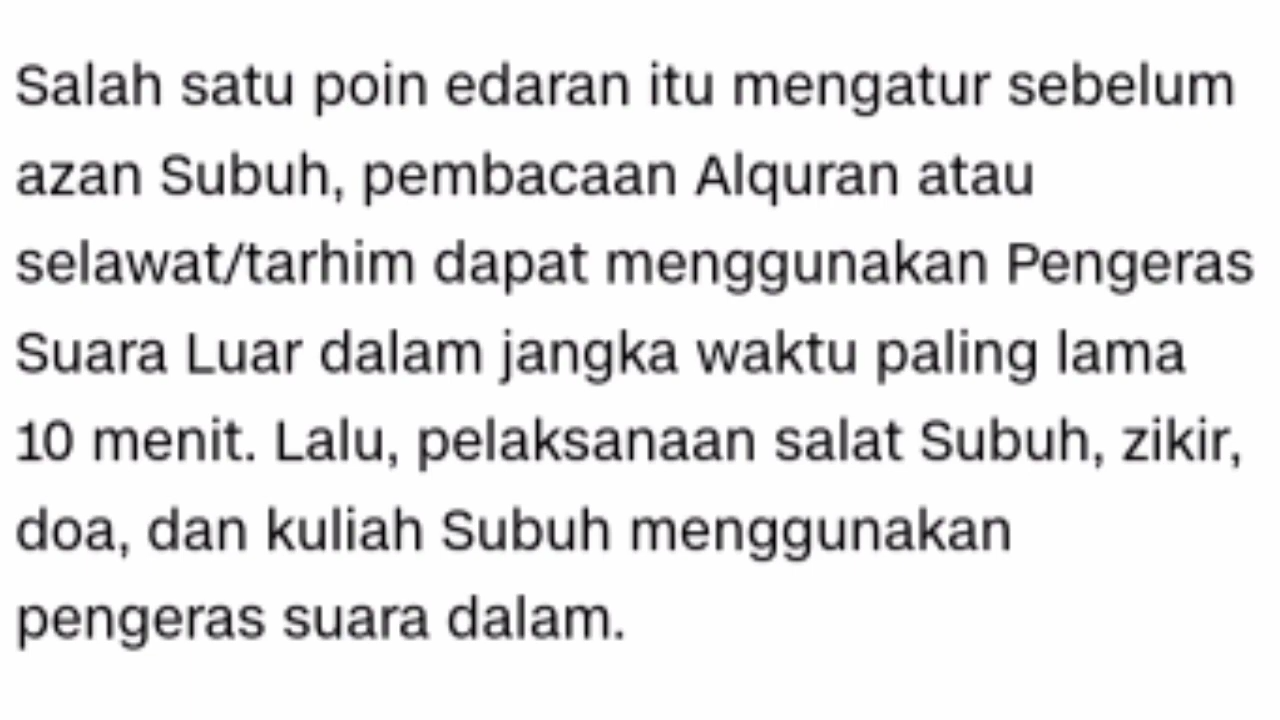 Salah satu poin edaran itu mengatur sebelum
azan Subuh, pembacaan Alquran atau
selawat/tarhim dapat menggunakan Pengeras
Suara Luar dalam jangka waktu paling lama
10 menit. Lalu, pelaksanaan salat Subuh, zikir,
doa, dan kuliah Subuh menggunakan
pengeras suara dalam.